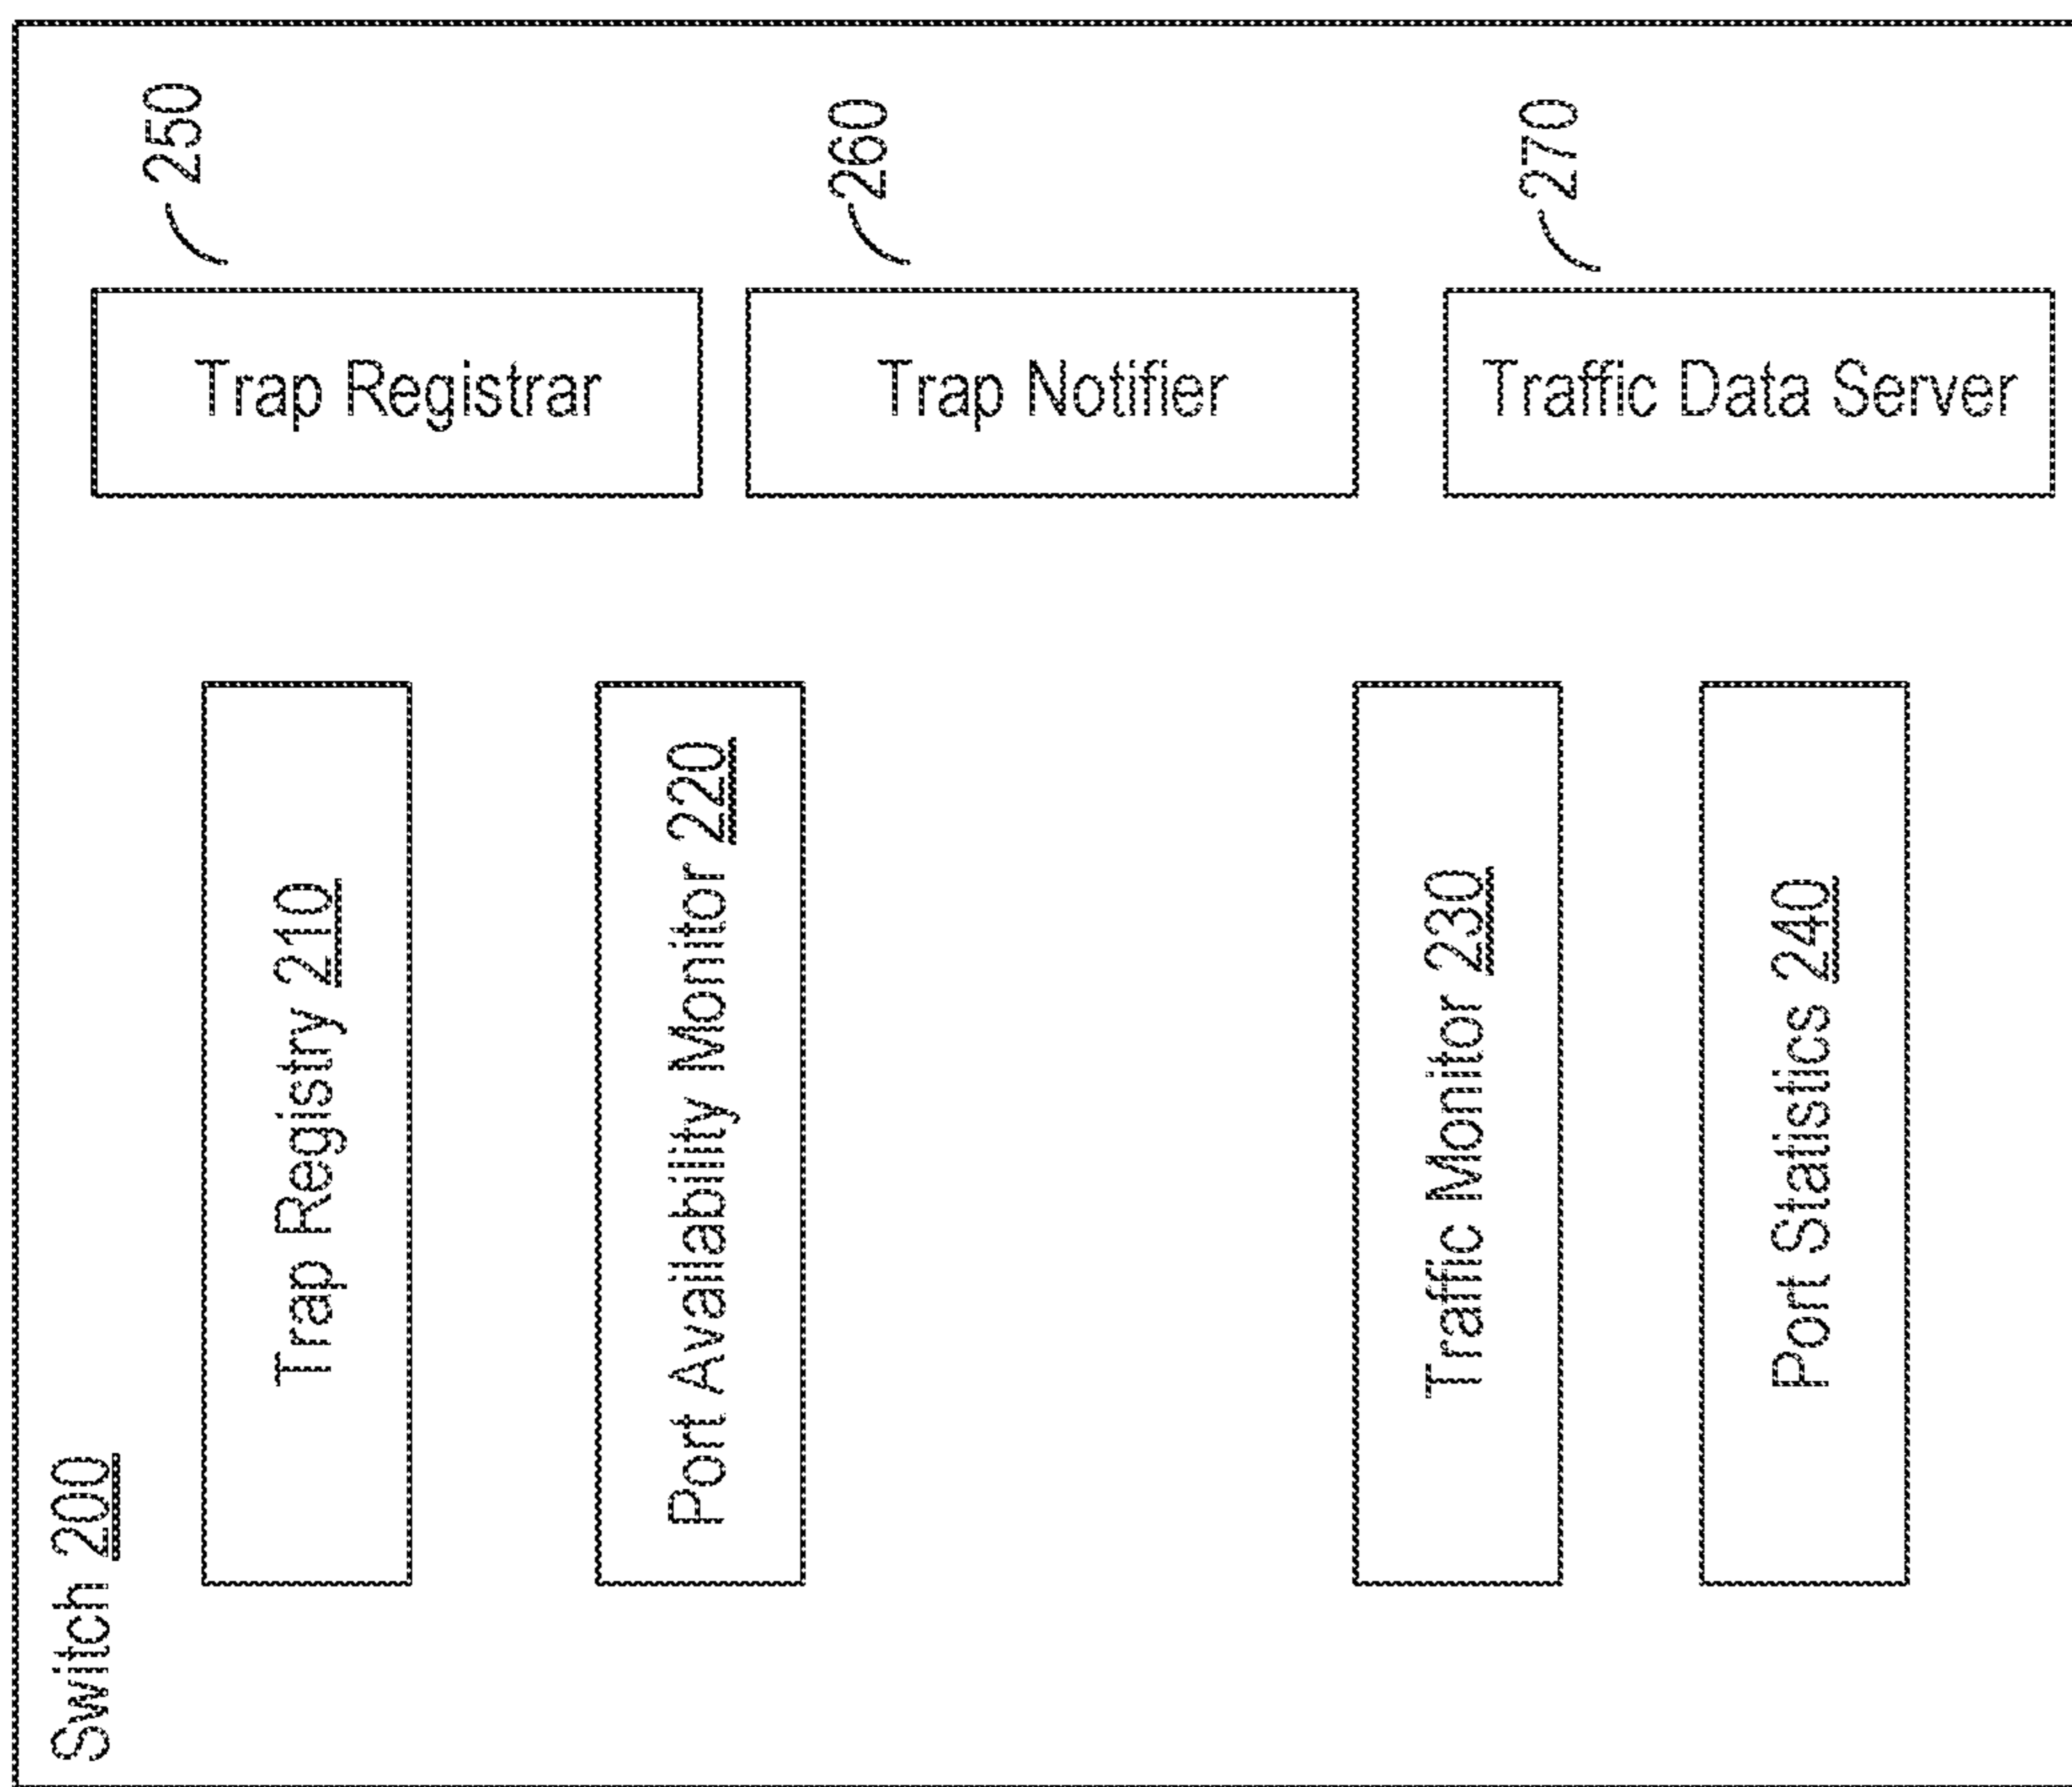 Switch 200
Trap Registry 210
Port Availability Monitor 220
Traffic Monitor 230
Port Statistics 240
Trap Registrar
250
Trap Notifier
260
Traffic Data Server
270